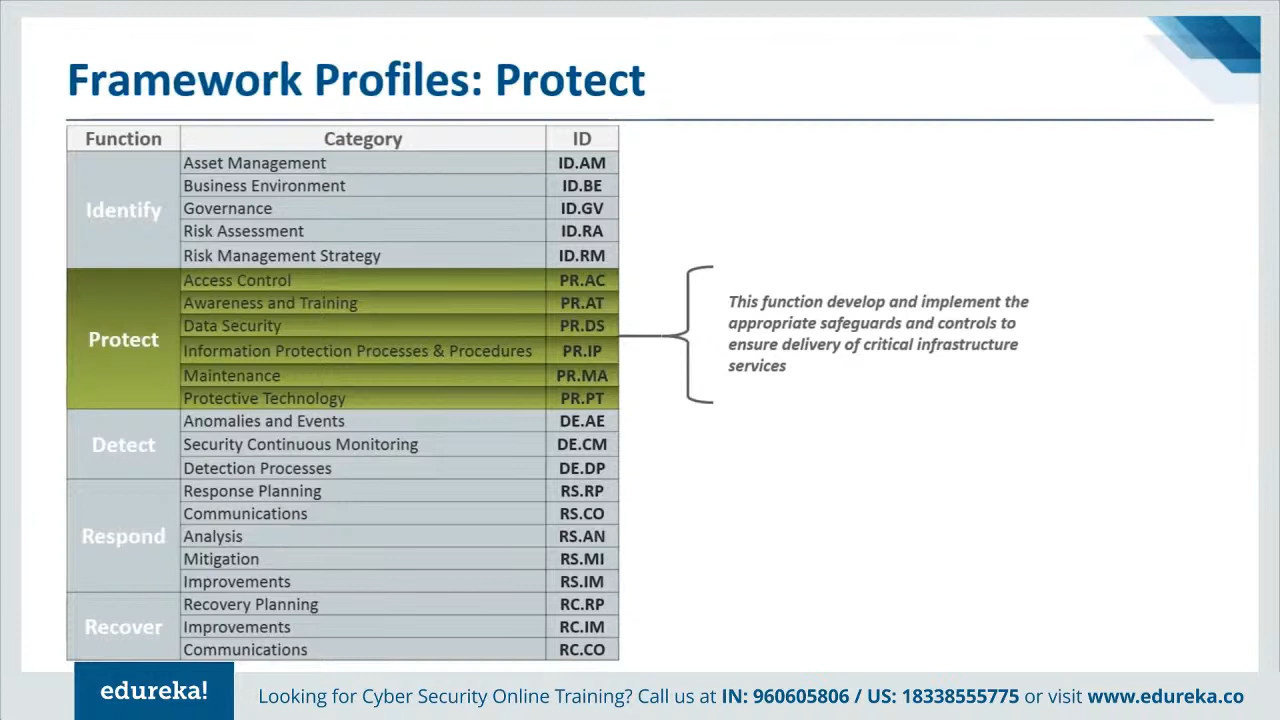 Framework Profiles: Protect
Function Category ID
Identify
Asset Management ID.AM
Business Environment ID.BE
Governance ID.GV
Risk Assessment ID.RA
Risk Management Strategy ID.RM
Protect
Access Control PR.AC
Awareness and Training PR.AT
Data Security PR.DS
Information Protection Processes & Procedures PR.IP
Maintenance PR.MA
Protective Technology PR.PT
Detect
Anomalies and Events DE.AE
Security Continuous Monitoring DE.CM
Detection Processes DE.DP
Respond
Response Planning RS.RP
Communications RS.CO
Analysis RS.AN
Mitigation RS.MI
Improvements RS.IM
Recover
Recovery Planning RC.RP
Improvements RC.IM
Communications RC.CO
This function develop and implement the
appropriate safeguards and controls to
ensure delivery of critical infrastructure
services
edureka!
Looking for Cyber Security Online Training? Call us at IN: 960605806 / US: 18338555775 or visit www.edureka.co